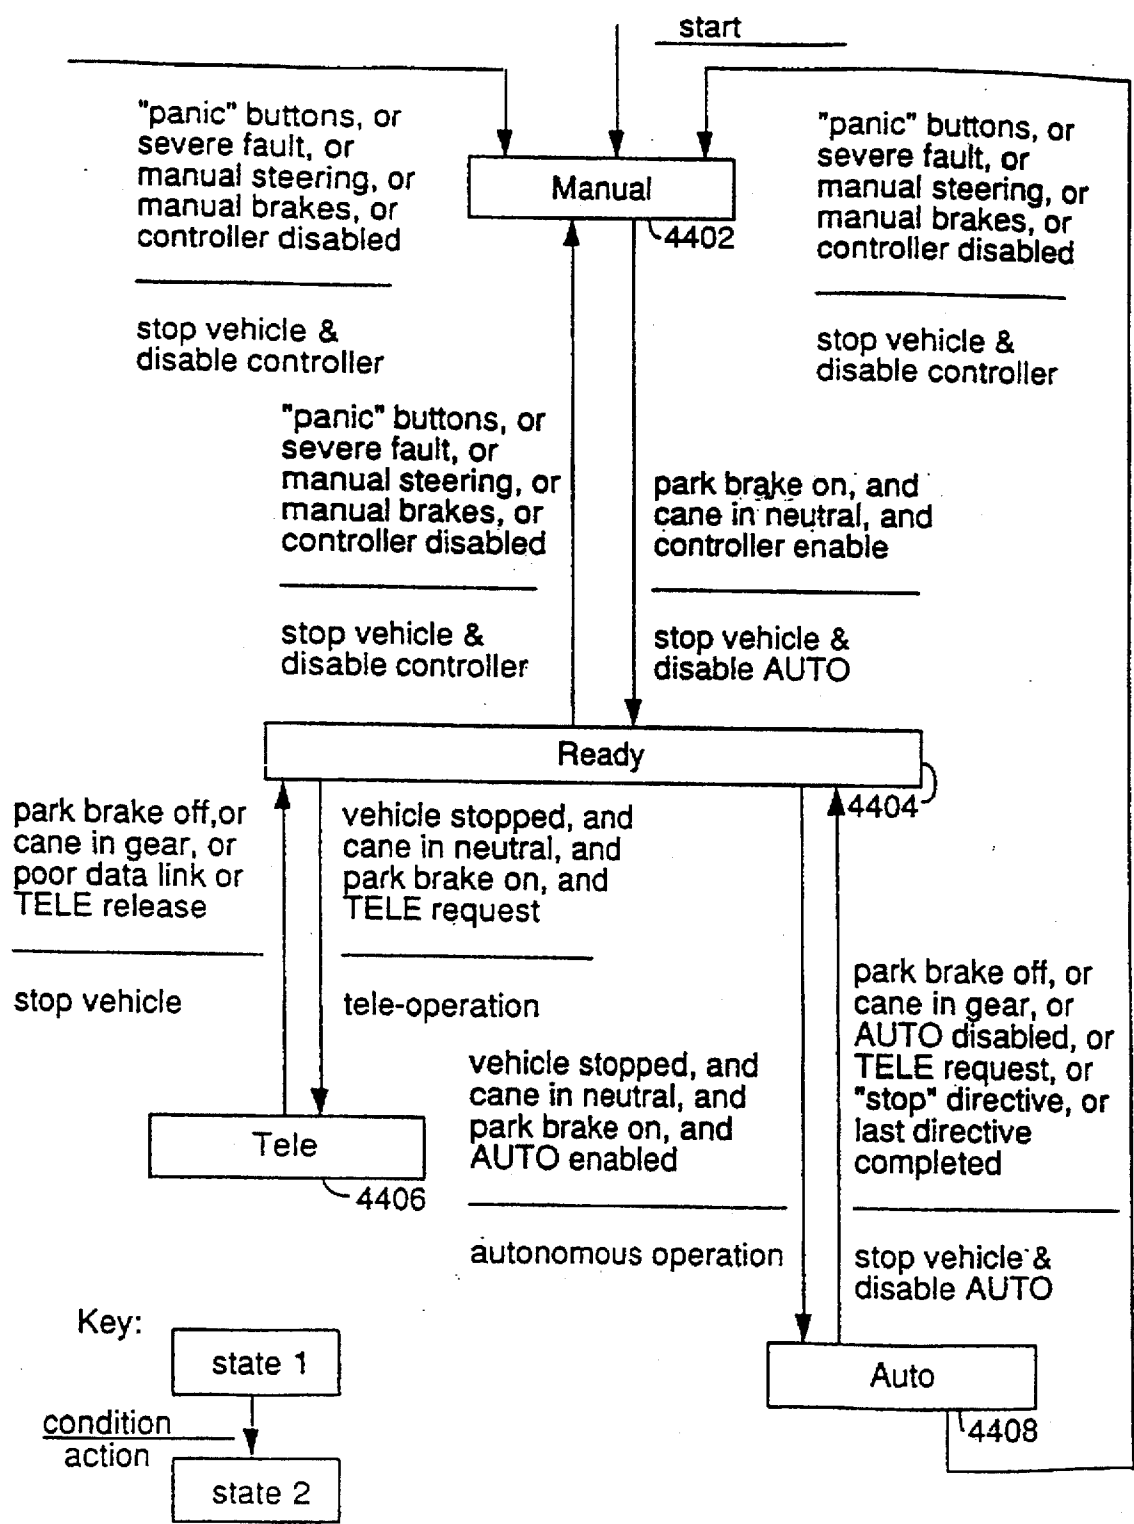 start
"panic" buttons, or
severe fault, or
manual steering, or
manual brakes, or
controller disabled
stop vehicle &
disable controller
Manual
4402
"panic" buttons, or
severe fault, or
manual steering, or
manual brakes, or
controller disabled
stop vehicle &
disable controller
"panic" buttons, or
severe fault, or
manual steering, or
manual brakes, or
controller disabled
stop vehicle &
disable controller
park brake on, and
cane in neutral, and
controller enable
stop vehicle &
disable AUTO
Ready
4404
park brake off,or
cane in gear, or
poor data link or
TELE release
stop vehicle
vehicle stopped, and
cane in neutral, and
park brake on, and
TELE request
tele-operation
Tele
4406
vehicle stopped, and
cane in neutral, and
park brake on, and
AUTO enabled
autonomous operation
park brake off, or
cane in gear, or
AUTO disabled, or
TELE request, or
"stop" directive, or
last directive
completed
stop vehicle &
disable AUTO
Auto
4408
Key:
state 1
condition
action
state 2